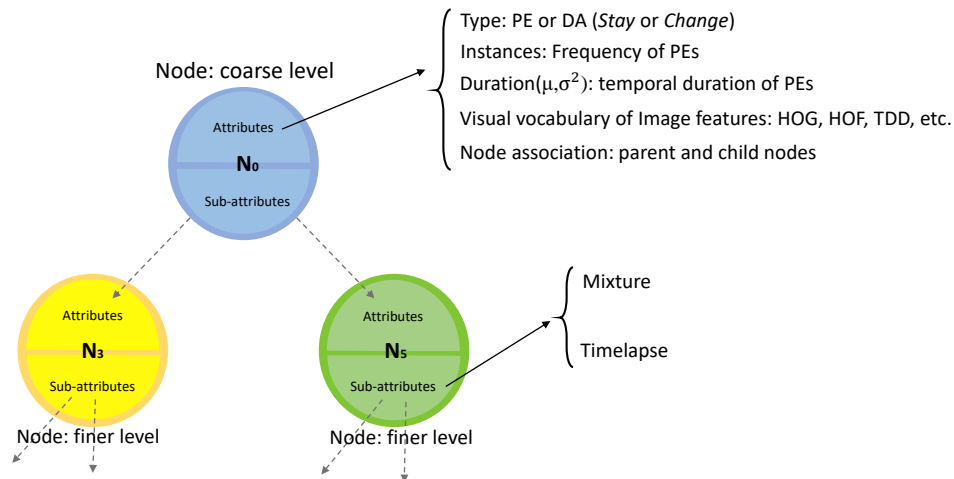 Type: PE or DA (Stay or Change)
Instances: Frequency of PEs
Duration(μ,σ²): temporal duration of PEs
Visual vocabulary of Image features: HOG, HOF, TDD, etc.
Node association: parent and child nodes
Node: coarse level
Attributes
N₀
Sub-attributes
Mixture
Timelapse
Attributes
N₃
Sub-attributes
Node: finer level
Attributes
N₅
Sub-attributes
Node: finer level